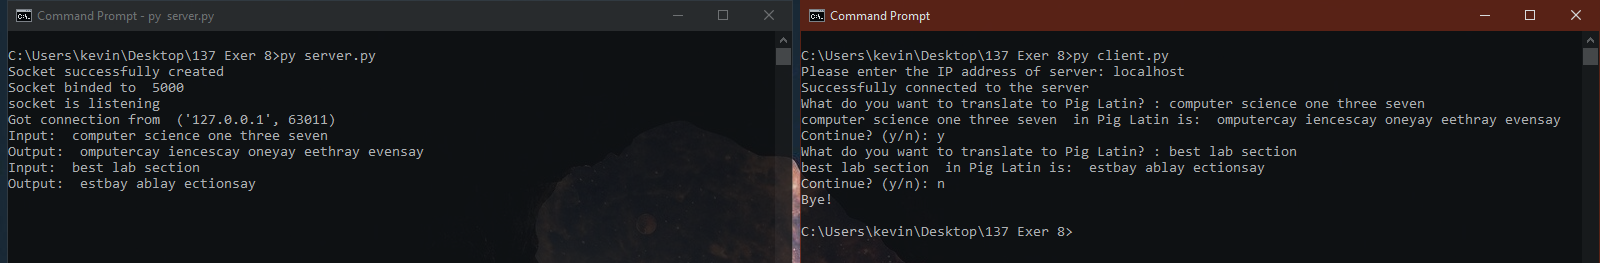 Command Prompt - py  server.py
C:\Users\kevin\Desktop\137 Exer 8>py server.py
Socket successfully created
Socket binded to  5000
socket is listening
Got connection from  ('127.0.0.1', 63011)
Input:  computer science one three seven
Output:  omputercay iencescay oneyay eethray evensay
Input:  best lab section
Output:  estbay ablay ectionsay
Command Prompt
C:\Users\kevin\Desktop\137 Exer 8>py client.py
Please enter the IP address of server: localhost
Successfully connected to the server
What do you want to translate to Pig Latin? : computer science one three seven
computer science one three seven  in Pig Latin is:  omputercay iencescay oneyay eethray evensay
Continue? (y/n): y
What do you want to translate to Pig Latin? : best lab section
best lab section  in Pig Latin is:  estbay ablay ectionsay
Continue? (y/n): n
Bye!
C:\Users\kevin\Desktop\137 Exer 8>